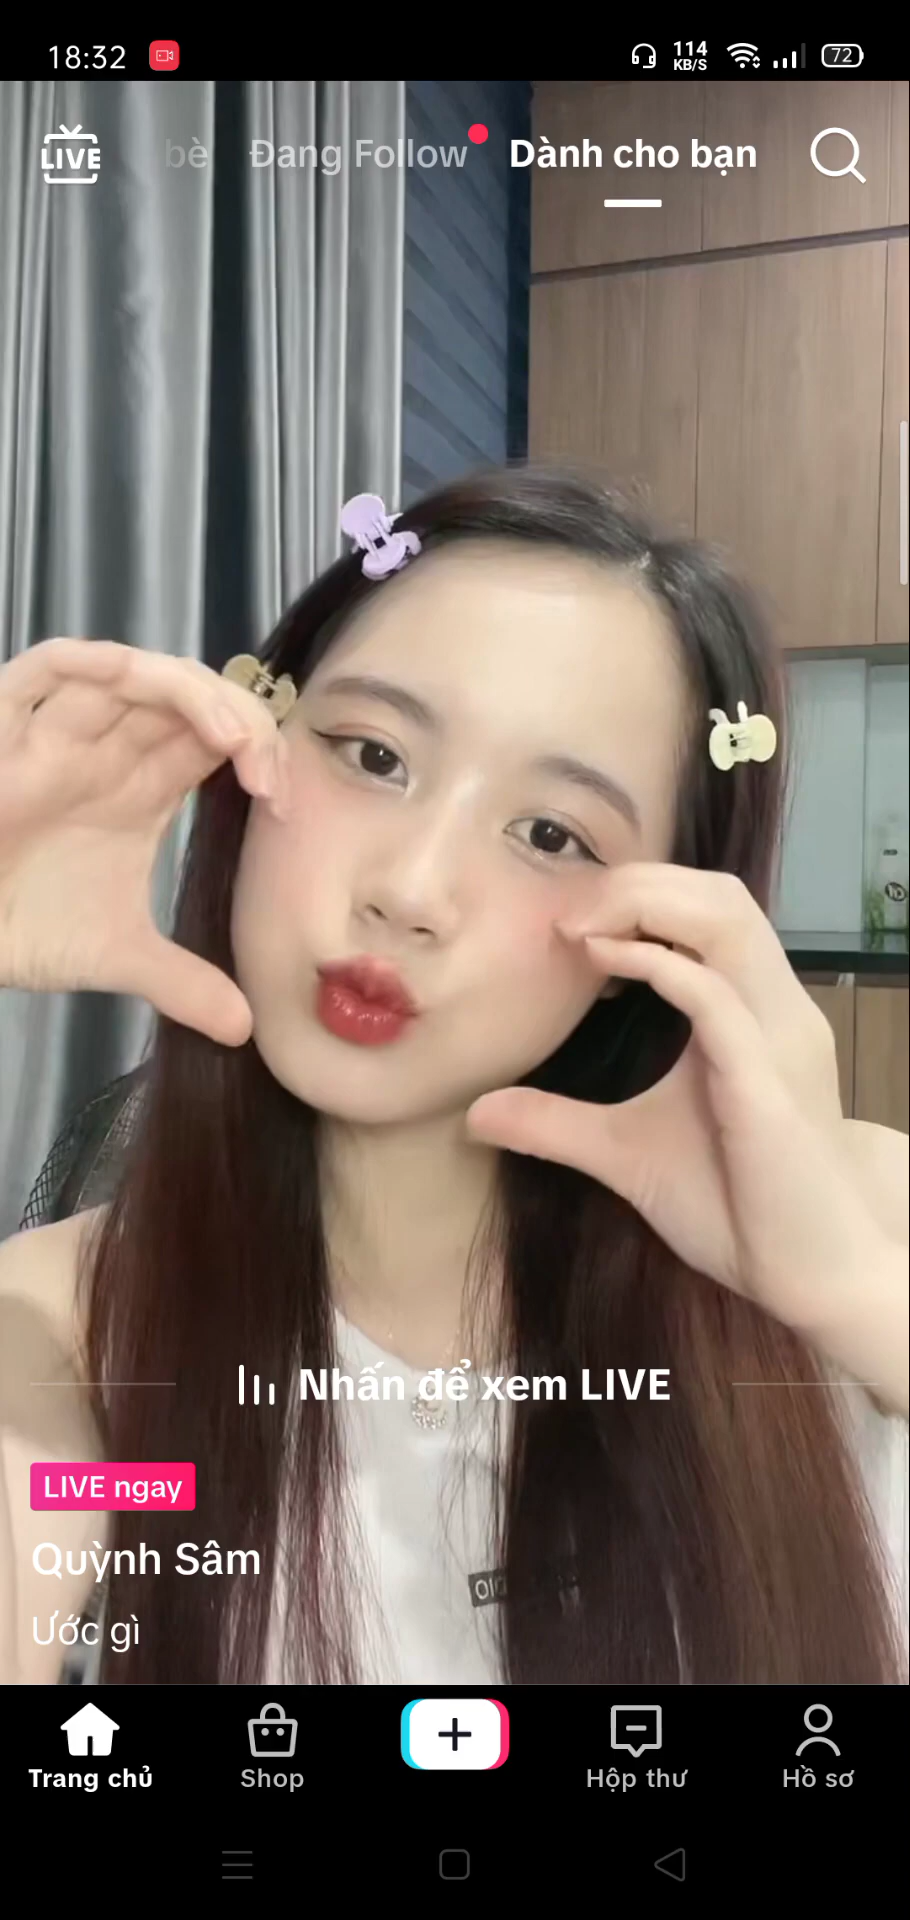 18:32
114
KB/S
72
LIVE
bè
Đang Follow
Dành cho bạn
Nhấn để xem LIVE
LIVE ngay
Quỳnh Sâm
Ước gì
Trang chủ
Shop
Hộp thư
Hồ sơ